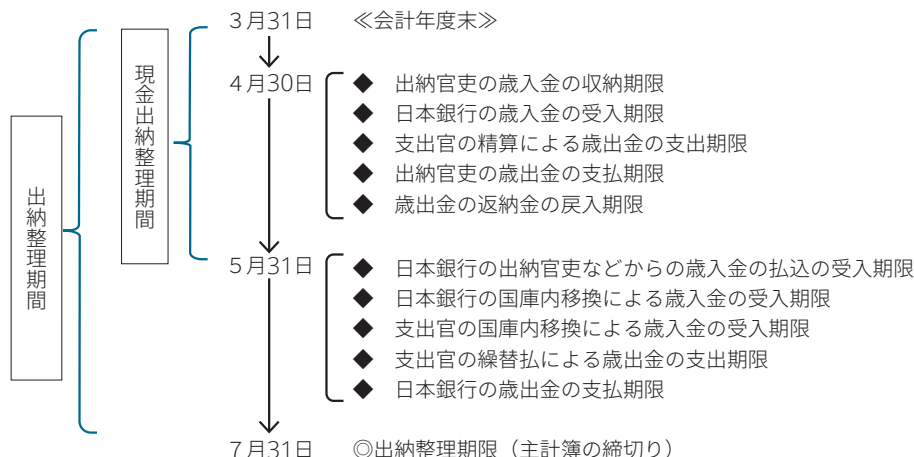 3月31日 ≪会計年度末≫
4月30日
◆ 出納官吏の歳入金の収納期限
◆ 日本銀行の歳入金の受入期限
◆ 支出官の精算による歳出金の支出期限
◆ 出納官吏の歳出金の支払期限
◆ 歳出金の返納金の戻入期限
現金出納整理期間
出納整理期間
5月31日
◆ 日本銀行の出納官吏などからの歳入金の払込の受入期限
◆ 日本銀行の国庫内移換による歳入金の受入期限
◆ 支出官の国庫内移換による歳入金の受入期限
◆ 支出官の繰替払による歳出金の支出期限
◆ 日本銀行の歳出金の支払期限
7月31日 ◎出納整理期限（主計簿の締切り）